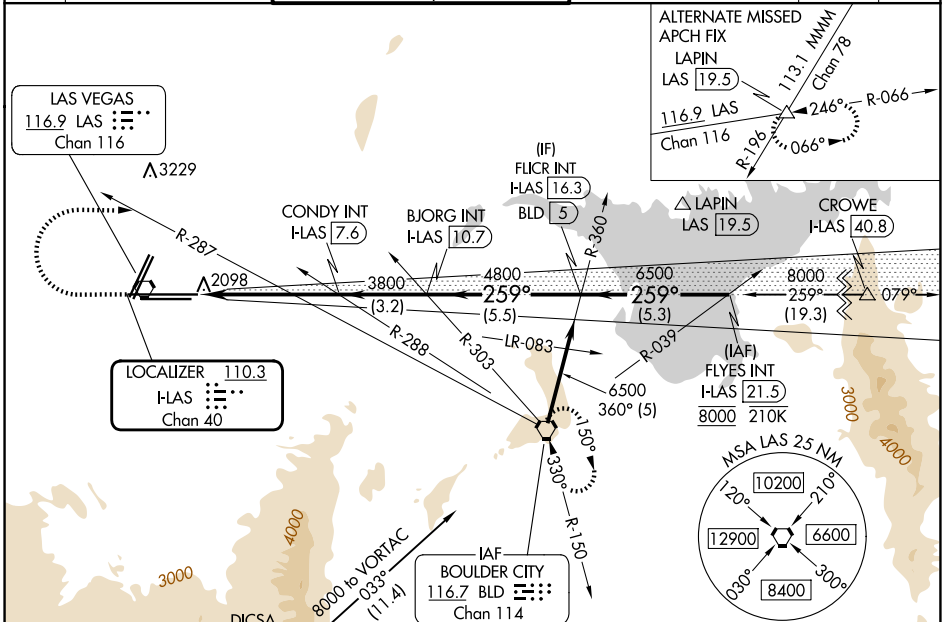 ALTERNATE MISSED
APCH FIX
LAPIN
LAS 19.5
113.1 MMM
Chan 78
116.9 LAS
Chan 116
246°
R-066
066°
R-196
LAS VEGAS
116.9 LAS
Chan 116
3229
(IF)
FLICR INT
I-LAS 16.3
BLD 5
R-360
LAPIN
LAS 19.5
CROWE
I-LAS 40.8
CONDY INT
I-LAS 7.6
BJORG INT
I-LAS 10.7
R-287
2098
3800
4800
6500
8000
259°
259°
259°
079°
(3.2)
(5.5)
(5.3)
(19.3)
R-288
R-303
LR-083
R-039
(IAF)
FLYES INT
I-LAS 21.5
8000 210K
LOCALIZER 110.3
I-LAS
Chan 40
6500
360° (5)
150°
330°
R-150
3000
4000
MSA LAS 25 NM
120°
10200
210°
12900
6600
030°
8400
300°
4000
3000
8000 to VORTAC
033°
(11.4)
IAF
BOULDER CITY
116.7 BLD
Chan 114
DICSA